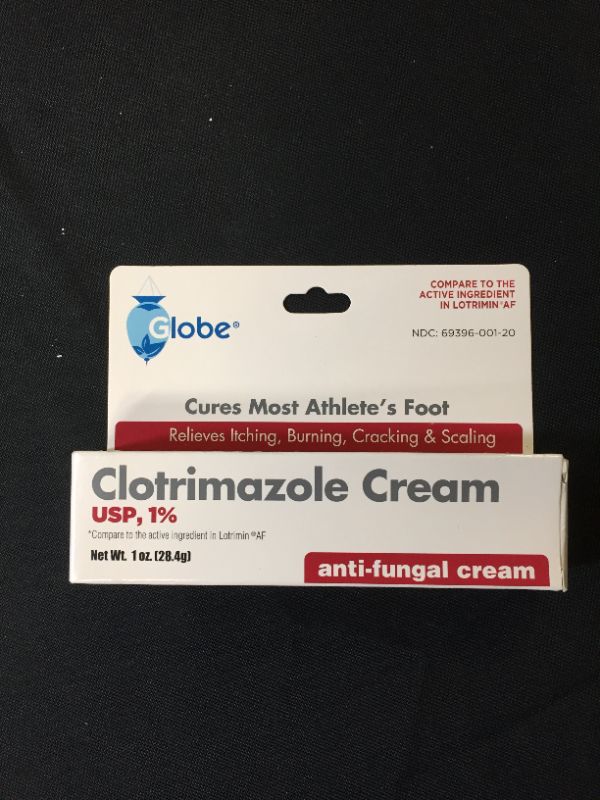 Globe®
COMPARE TO THE
ACTIVE INGREDIENT
IN LOTRIMIN®AF
NDC: 69396-001-20
Cures Most Athlete's Foot
Relieves Itching, Burning, Cracking & Scaling
Clotrimazole Cream
USP, 1%
*Compare to the active ingredient in Lotrimin ®AF
Net Wt. 1 oz. (28.4g)
anti-fungal cream